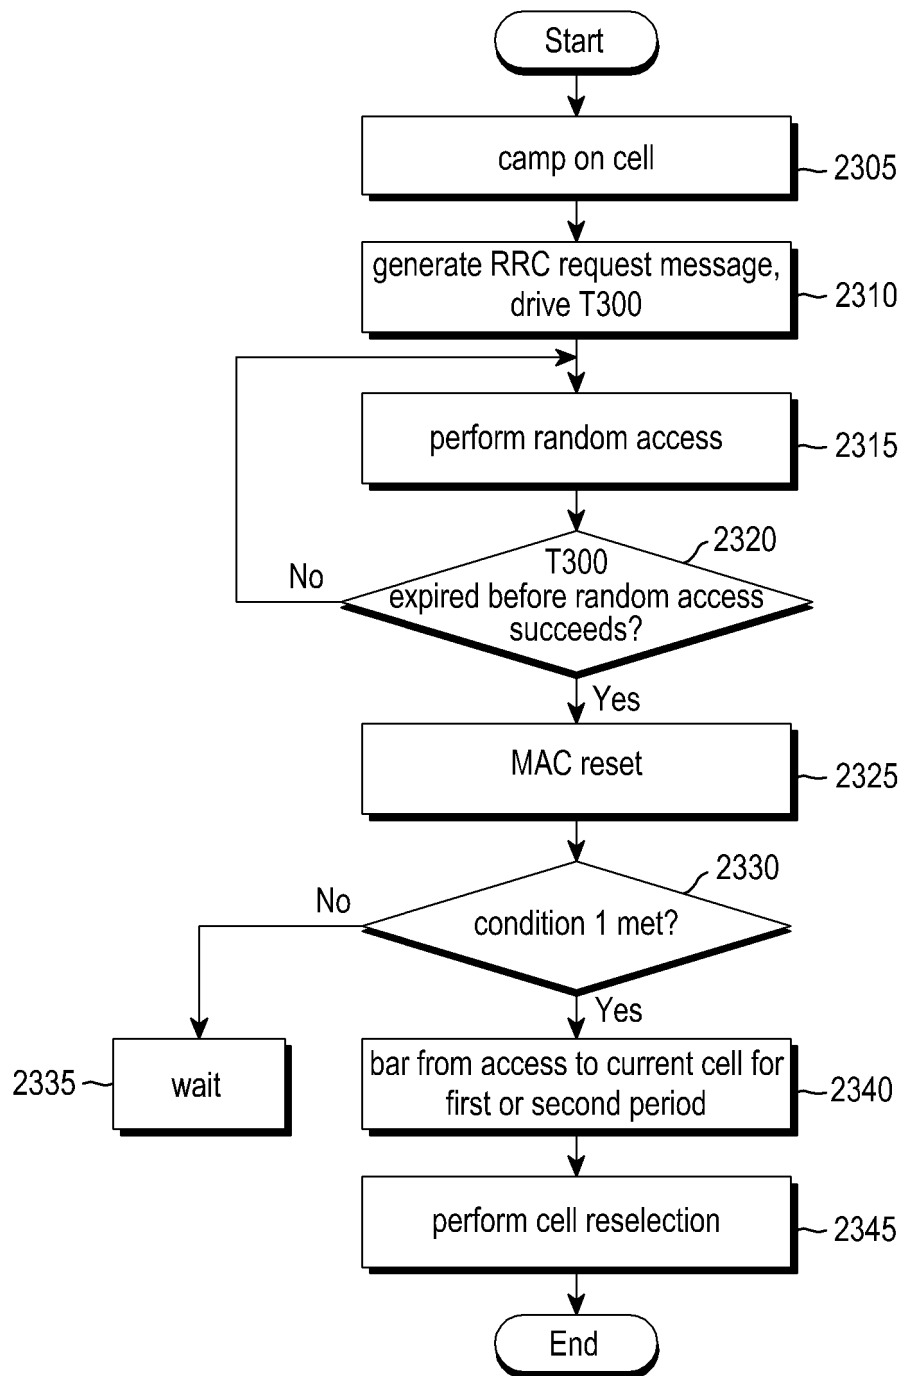 Start
camp on cell
2305
generate RRC request message,
drive T300
2310
perform random access
2315
2320
T300
expired before random access
succeeds?
No
Yes
MAC reset
2325
2330
condition 1 met?
No
Yes
2335
wait
bar from access to current cell for
first or second period
2340
perform cell reselection
2345
End